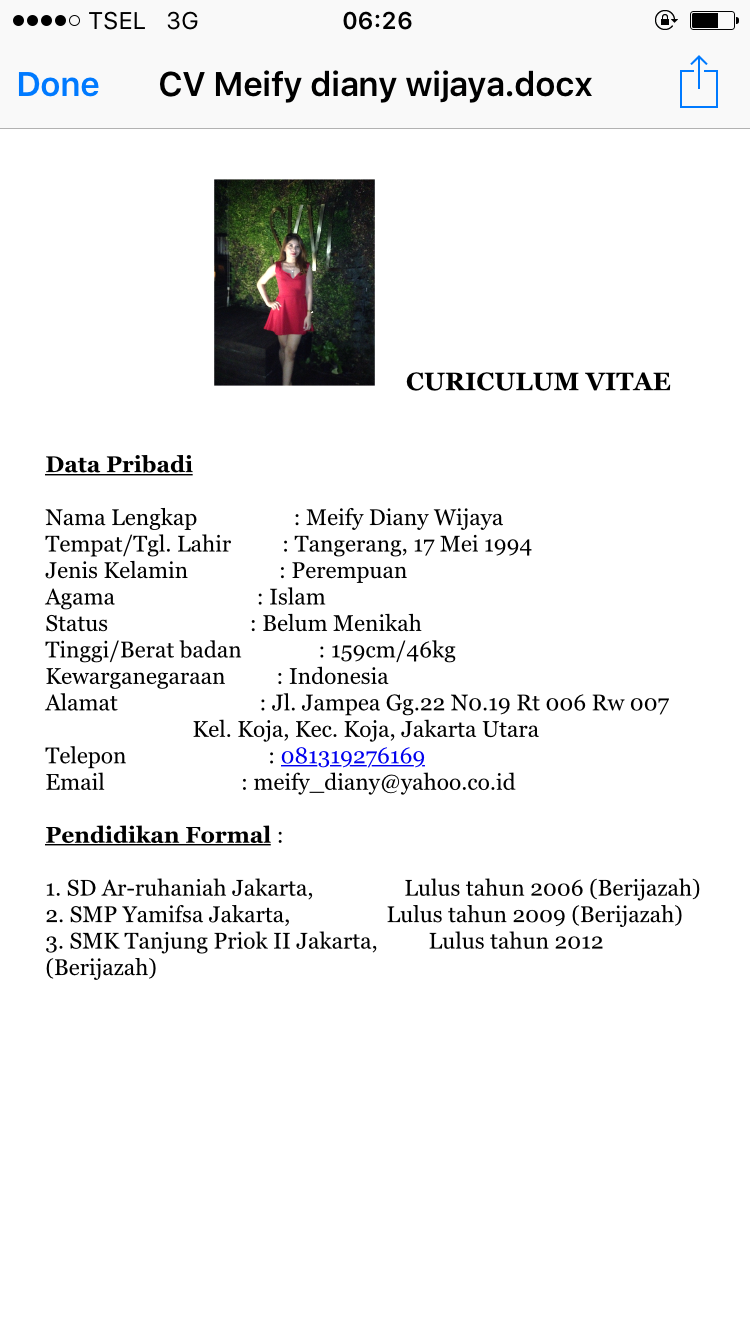 TSEL 3G 06:26
Done CV Meify diany wijaya.docx
CURICULUM VITAE
Data Pribadi
Nama Lengkap : Meify Diany Wijaya
Tempat/Tgl. Lahir : Tangerang, 17 Mei 1994
Jenis Kelamin : Perempuan
Agama : Islam
Status : Belum Menikah
Tinggi/Berat badan : 159cm/46kg
Kewarganegaraan : Indonesia
Alamat : Jl. Jampea Gg.22 N0.19 Rt 006 Rw 007
Kel. Koja, Kec. Koja, Jakarta Utara
Telepon : 081319276169
Email : meify_diany@yahoo.co.id
Pendidikan Formal :
1. SD Ar-ruhaniah Jakarta, Lulus tahun 2006 (Berijazah)
2. SMP Yamifsa Jakarta, Lulus tahun 2009 (Berijazah)
3. SMK Tanjung Priok II Jakarta, Lulus tahun 2012
(Berijazah)